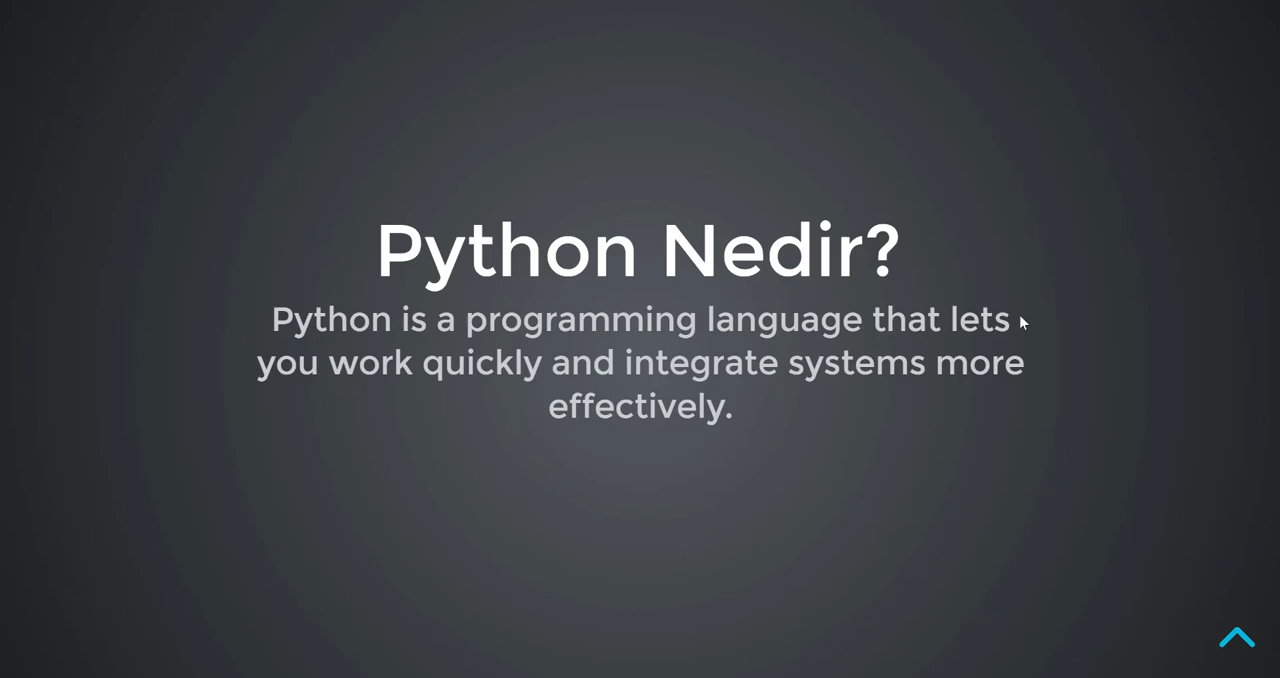 Python Nedir?
Python is a programming language that lets
you work quickly and integrate systems more
effectively.